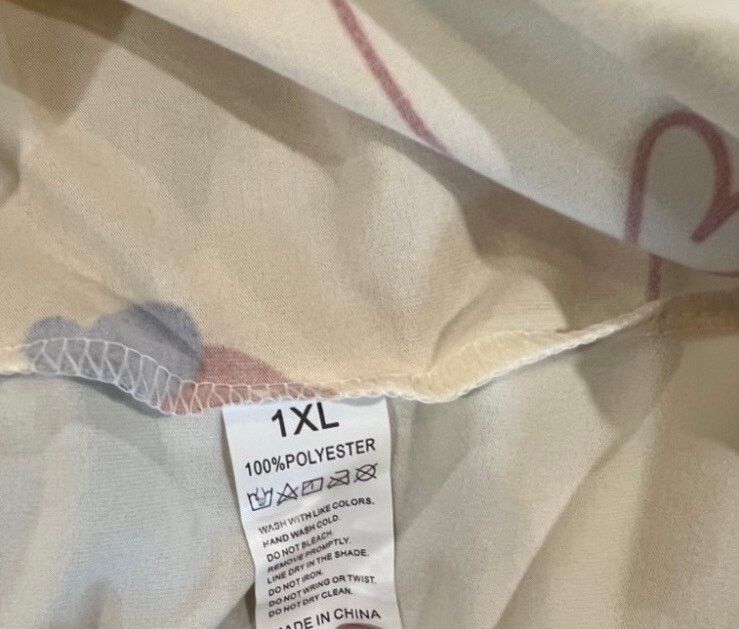 1XL
100%POLYESTER
WASH WITH LIKE COLORS.
HAND WASH COLD.
DO NOT BLEACH.
REMOVE PROMPTLY.
LINE DRY IN THE SHADE.
DO NOT IRON.
DO NOT WRING OR TWIST.
DO NOT DRY CLEAN.
MADE IN CHINA